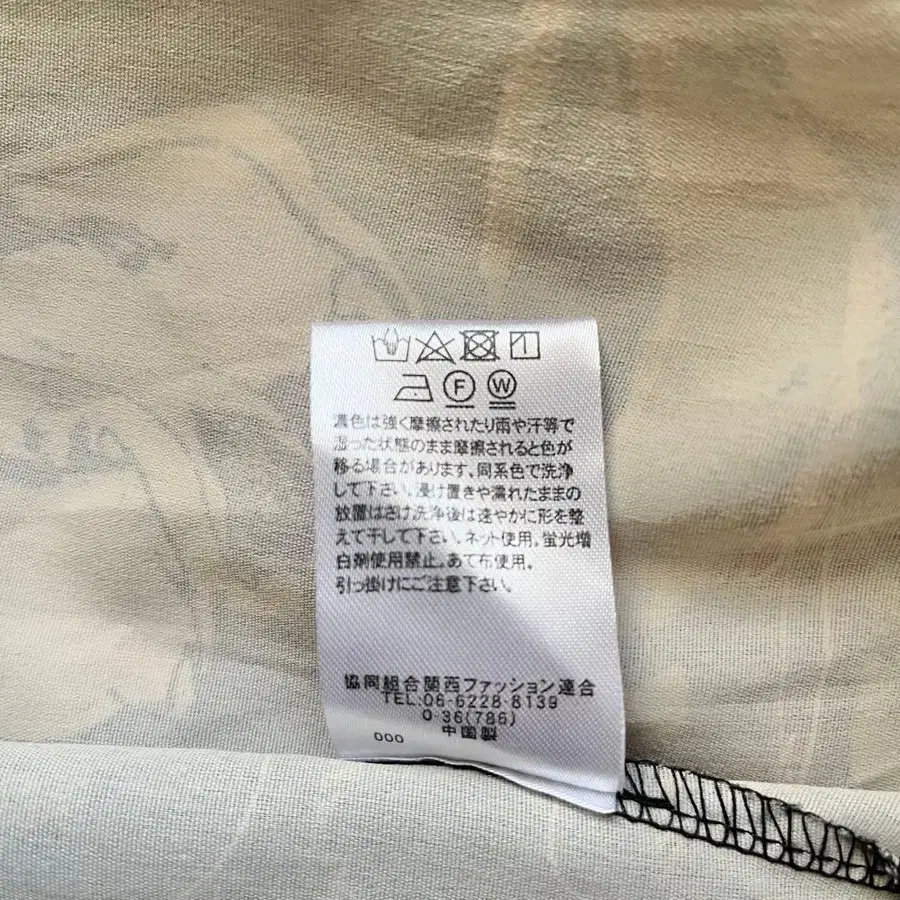 F W
濃色は強く摩擦されたり雨や汗等で
湿った状態のまま摩擦されると色が
移る場合があります。同系色で洗浄
して下さい。浸け置きや濡れたままの
放置はさけ洗浄後は速やかに形を整
えて干して下さい。ネット使用。蛍光増
白剤使用禁止。あて布使用。
引っ掛けにご注意下さい。
協同組合関西ファッション連合
TEL:06-6228-8139
0-36(786)
中国製
000